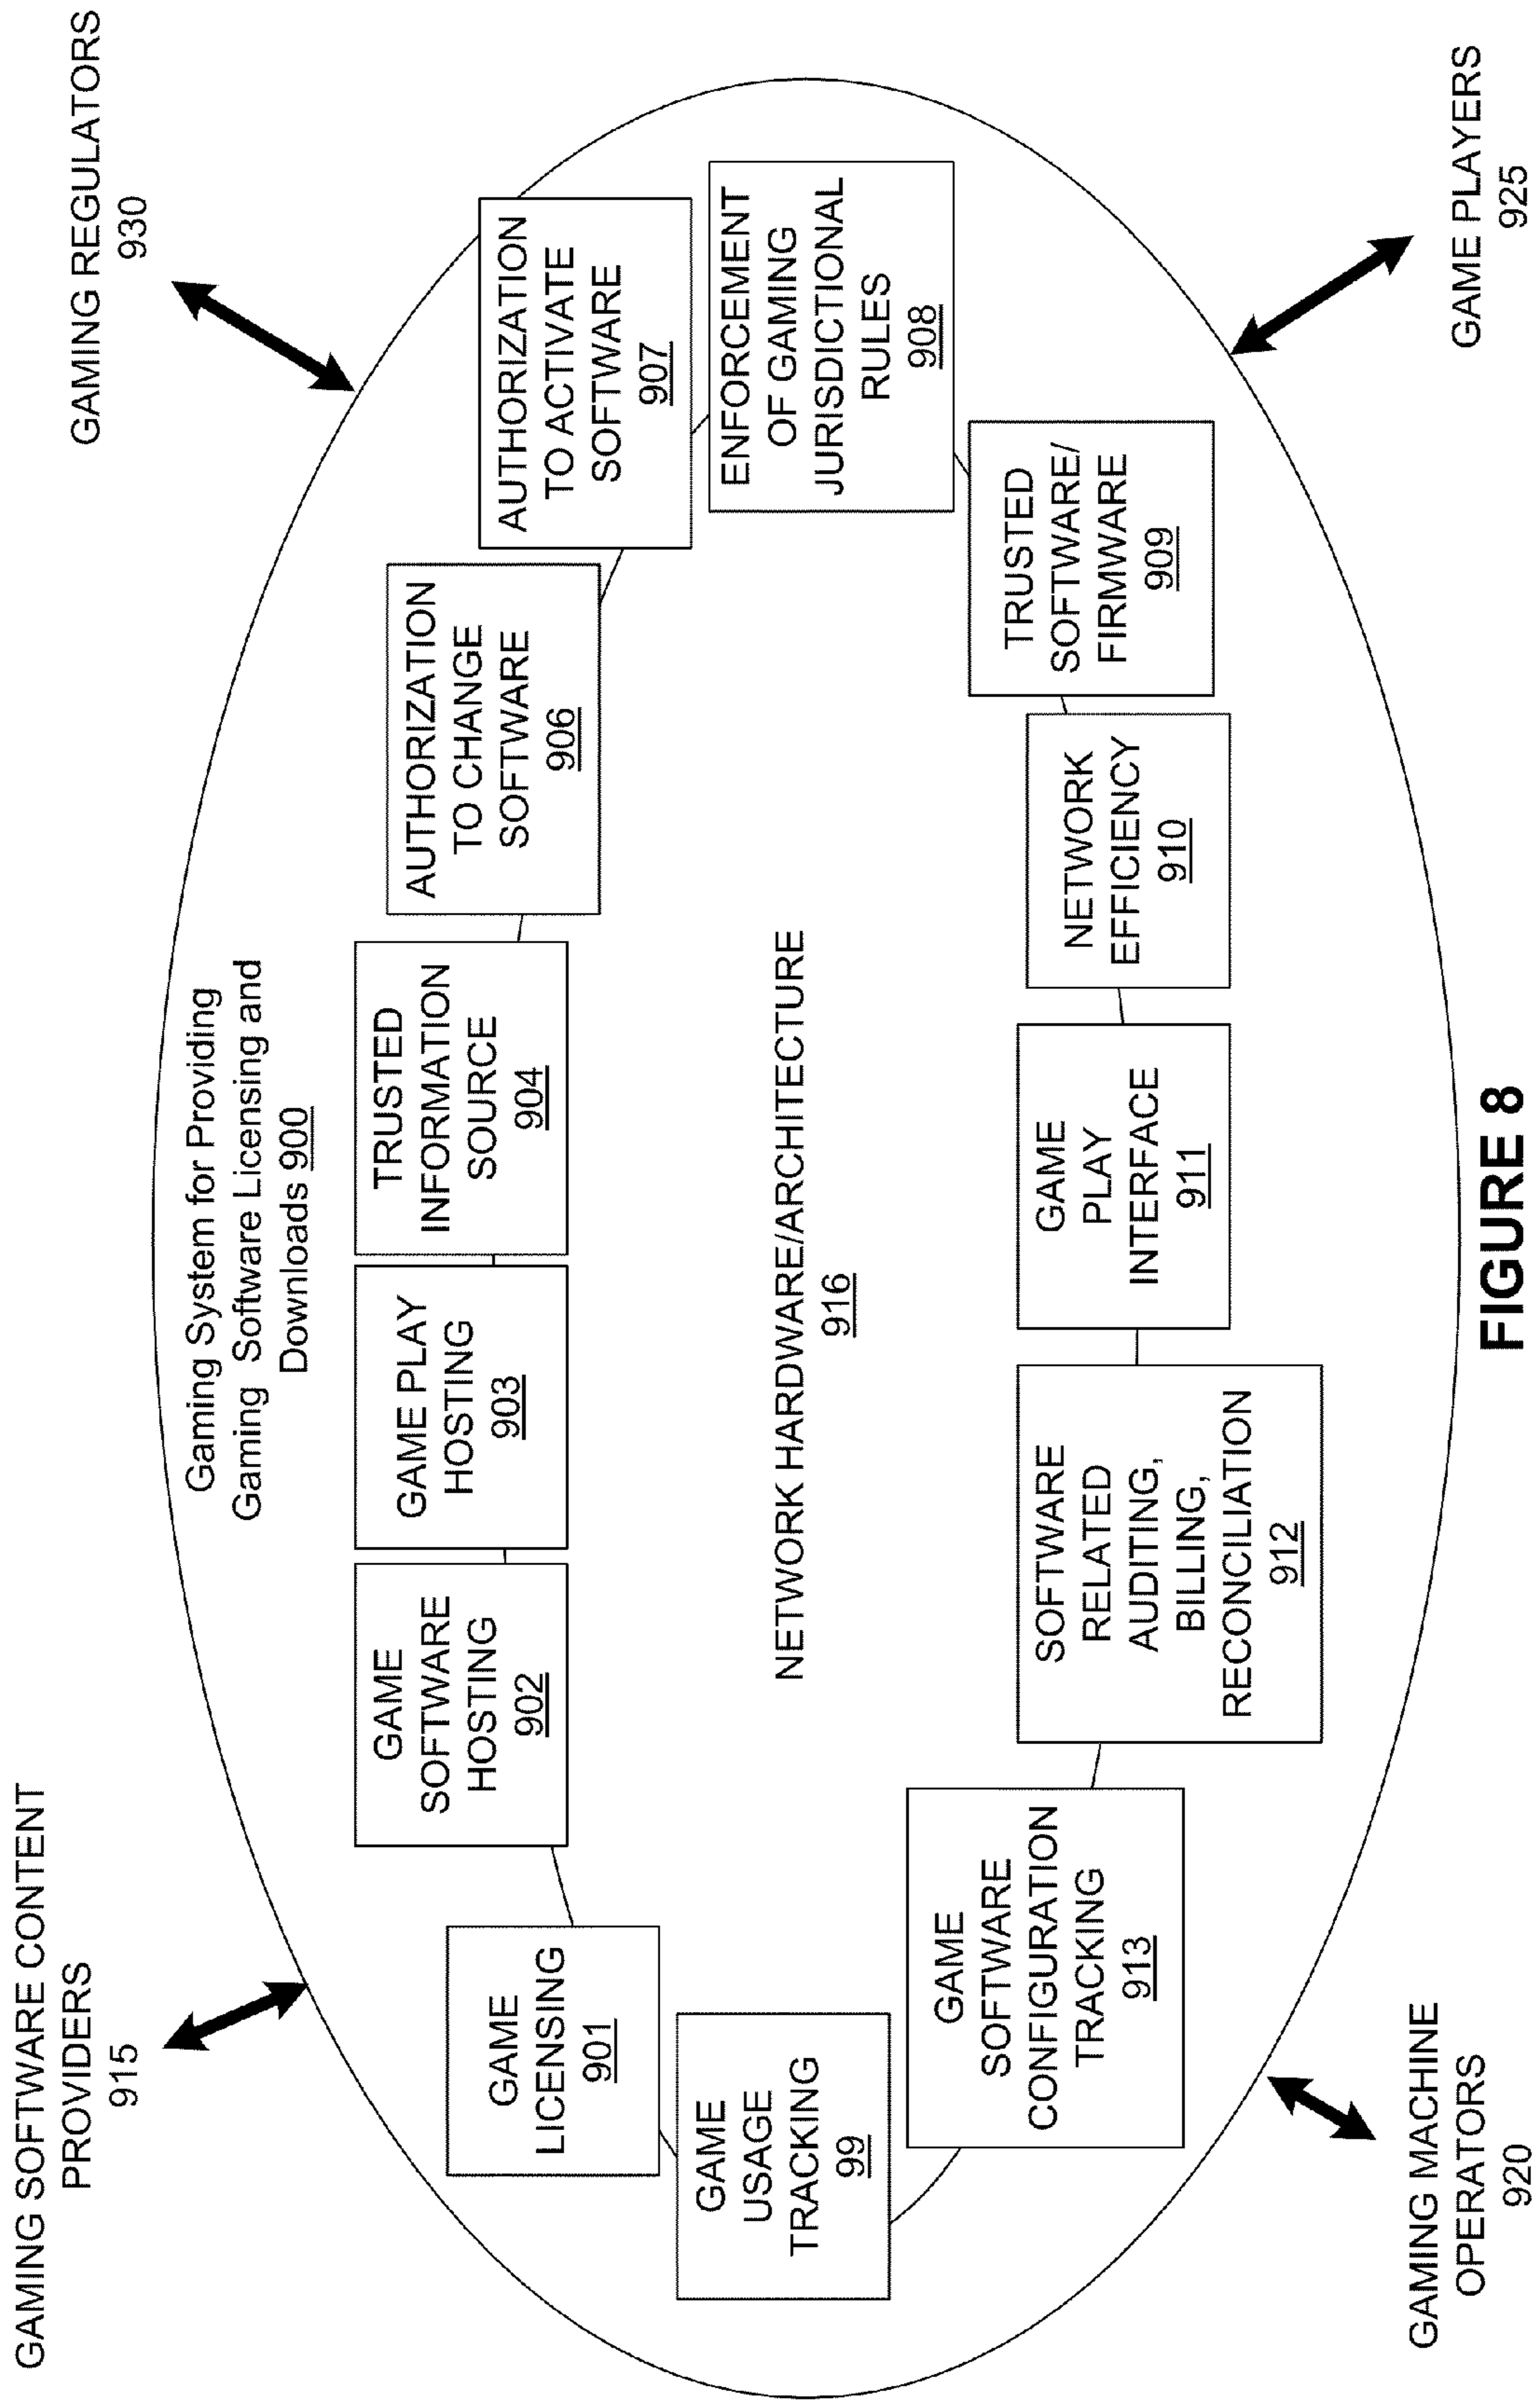 GAMING SOFTWARE CONTENT
PROVIDERS
915
GAMING REGULATORS
930
Gaming System for Providing
Gaming Software Licensing and
Downloads 900
GAME
LICENSING
901
GAME
SOFTWARE
HOSTING
902
GAME PLAY
HOSTING
903
TRUSTED
INFORMATION
SOURCE
904
AUTHORIZATION
TO CHANGE
SOFTWARE
906
AUTHORIZATION
TO ACTIVATE
SOFTWARE
907
ENFORCEMENT
OF GAMING
JURISDICTIONAL
RULES
908
GAME
USAGE
TRACKING
99
NETWORK HARDWARE/ARCHITECTURE
916
GAME
SOFTWARE
CONFIGURATION
TRACKING
913
SOFTWARE
RELATED
AUDITING,
BILLING,
RECONCILIATION
912
GAME
PLAY
INTERFACE
911
NETWORK
EFFICIENCY
910
TRUSTED
SOFTWARE/
FIRMWARE
909
GAMING MACHINE
OPERATORS
920
GAME PLAYERS
925
FIGURE 8